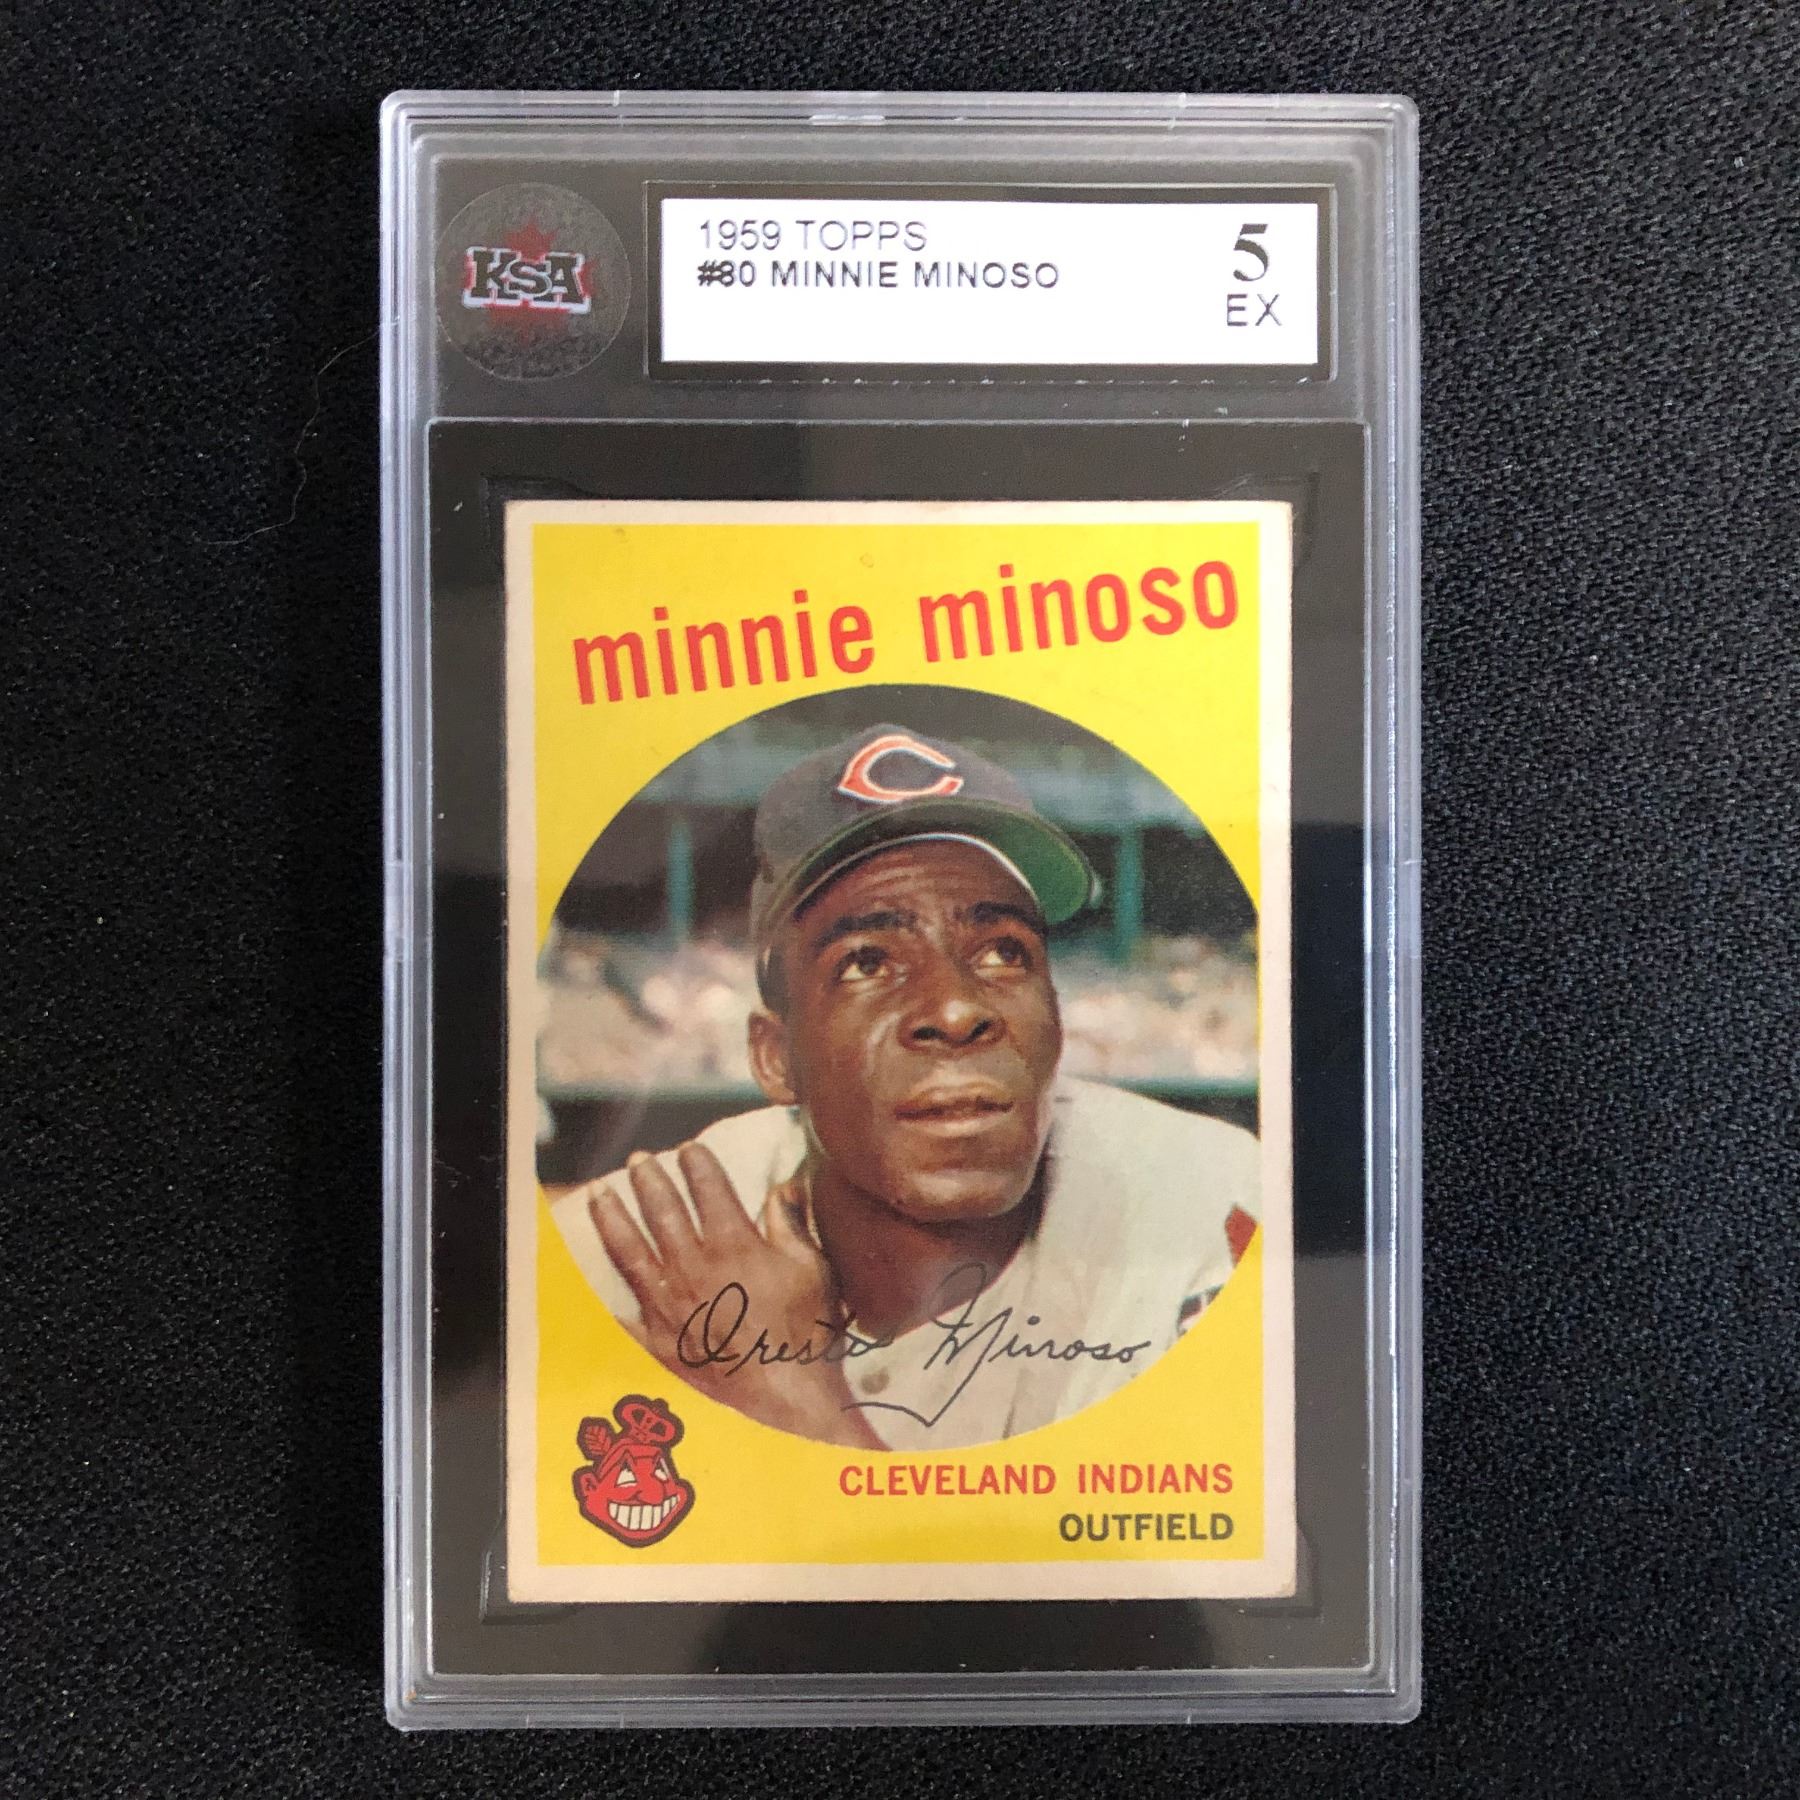 KSA
1959 TOPPS
#80 MINNIE MINOSO
5
EX
minnie minoso
C
Orestes Minoso
CLEVELAND INDIANS
OUTFIELD